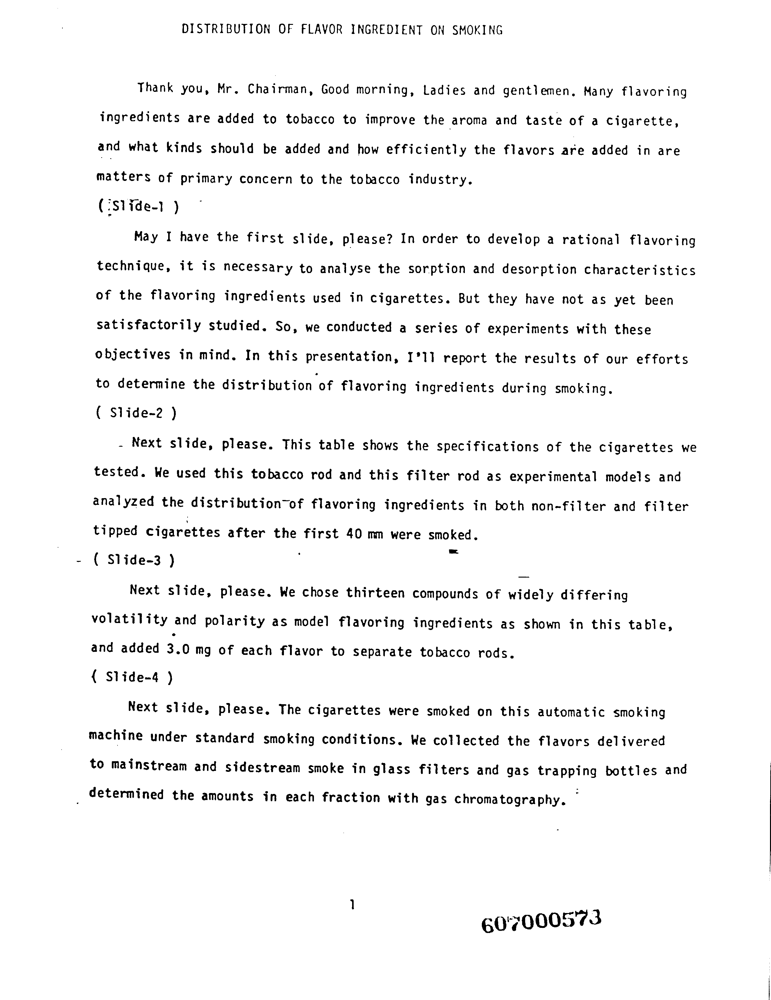 DISTRIBUTION OF FLAVOR INGREDIENT ON SMOKING
Thank you, Mr. Chairman, Good morning, Ladies and gentlemen. Many flavoring
ingredients are added to tobacco to improve the aroma and taste of a cigarette,
and what kinds should be added and how efficiently the flavors are added in are
matters of primary concern to the tobacco industry.
( Slide-1 )
May I have the first slide, please? In order to develop a rational flavoring
technique, it is necessary to analyse the sorption and desorption characteristics
of the flavoring ingredients used in cigarettes. But they have not as yet been
satisfactorily studied. So, we conducted a series of experiments with these
objectives in mind. In this presentation, I'll report the results of our efforts
to determine the distribution of flavoring ingredients during smoking.
( Slide-2 )
Next slide, please. This table shows the specifications of the cigarettes we
tested. We used this tobacco rod and this filter rod as experimental models and
analyzed the distribution of flavoring ingredients in both non-filter and filter
tipped cigarettes after the first 40 mm were smoked.
( Slide-3 )
Next slide, please. We chose thirteen compounds of widely differing
volatility and polarity as model flavoring ingredients as shown in this table,
and added 3.0 mg of each flavor to separate tobacco rods.
( Slide-4 )
Next slide, please. The cigarettes were smoked on this automatic smoking
machine under standard smoking conditions. We collected the flavors delivered
to mainstream and sidestream smoke in glass filters and gas trapping bottles and
determined the amounts in each fraction with gas chromatography.
1
607000573